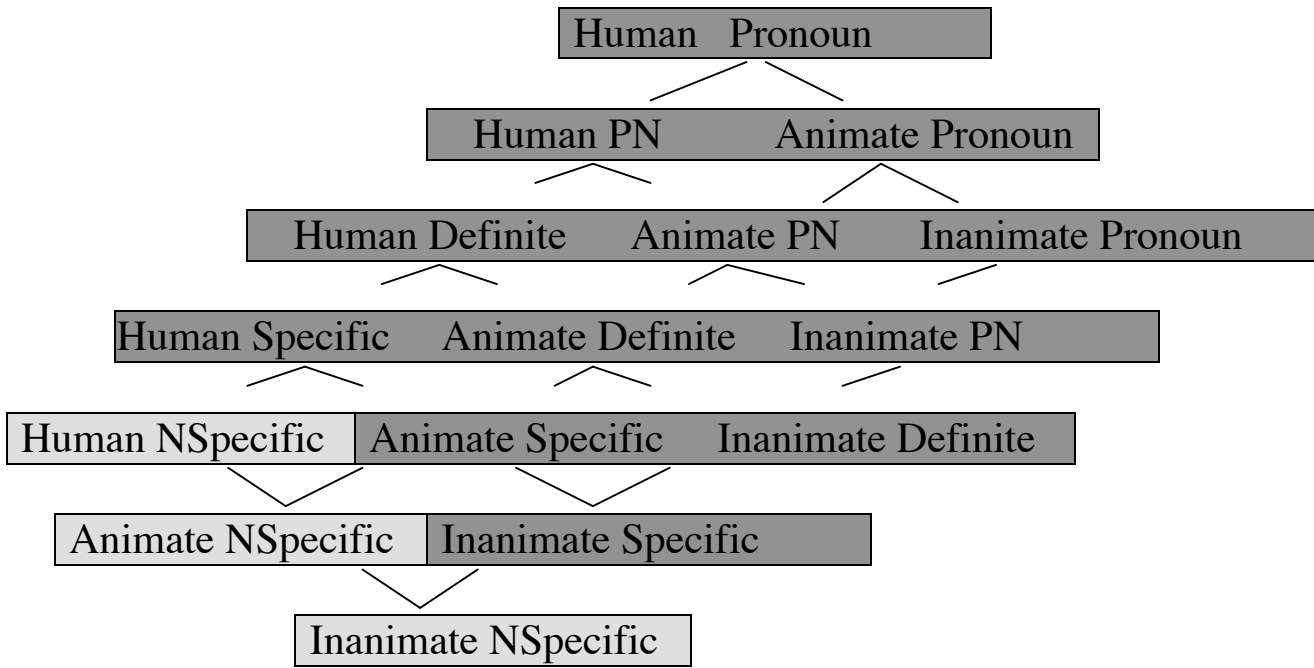 Human Pronoun
Human PN Animate Pronoun
Human Definite Animate PN Inanimate Pronoun
Human Specific Animate Definite Inanimate PN
Human NSpecific Animate Specific Inanimate Definite
Animate NSpecific Inanimate Specific
Inanimate NSpecific